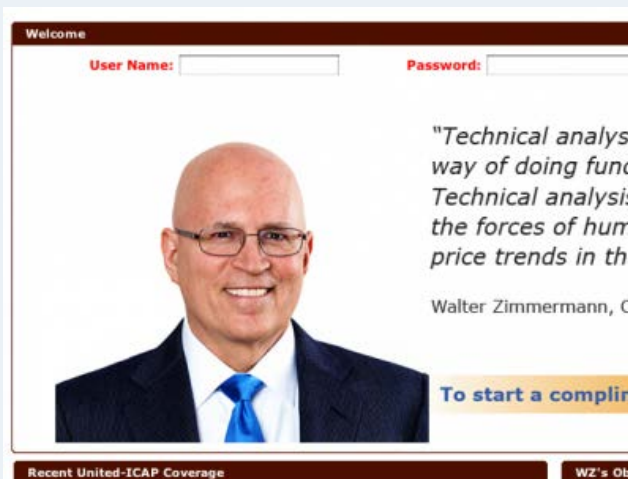 Welcome
User Name:
Password:
"Technical analys
way of doing fund
Technical analysis
the forces of hum
price trends in th
Walter Zimmermann, C
To start a complin
Recent United-ICAP Coverage
WZ's Ob